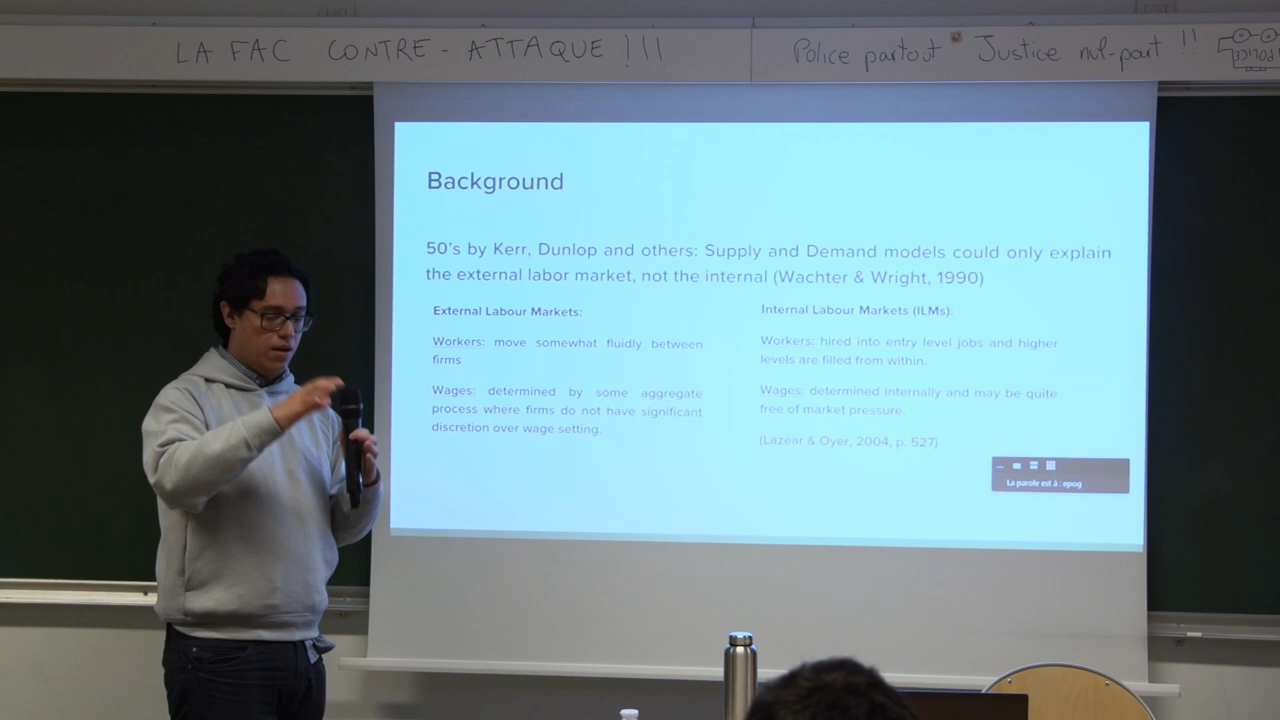 LA FAC CONTRE-ATTAQUE !!!
Police partout Justice nul-part !!
POLICE
Background
50's by Kerr, Dunlop and others: Supply and Demand models could only explain
the external labor market, not the internal (Wachter & Wright, 1990)
External Labour Markets:
Workers: move somewhat fluidly between
firms
Wages: determined by some aggregate
process where firms do not have significant
discretion over wage setting.
Internal Labour Markets (ILMs):
Workers: hired into entry level jobs and higher
levels are filled from within.
Wages: determined internally and may be quite
free of market pressure.
(Lazear & Oyer, 2004, p. 527)
La parole est à : epog